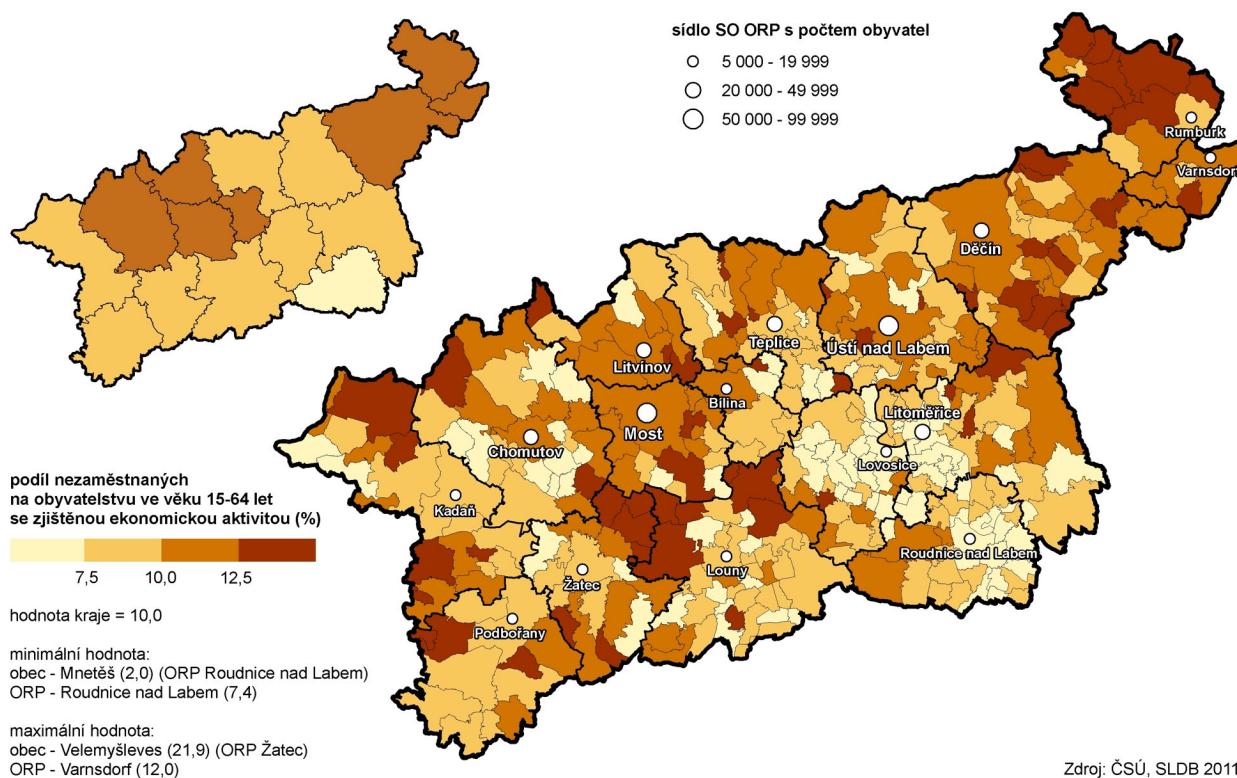 sídlo SO ORP s počtem obyvatel
5 000 - 19 999
20 000 - 49 999
50 000 - 99 999
Rumburk
Varnsdorf
Děčín
Teplice
Ústí nad Labem
Litvínov
Bílina
Litoměřice
Most
Chomutov
Lovosice
Kadaň
Roudnice nad Labem
Louny
Žatec
Podbořany
podíl nezaměstnaných
na obyvatelstvu ve věku 15-64 let
se zjištěnou ekonomickou aktivitou (%)
7,5 10,0 12,5
hodnota kraje = 10,0
minimální hodnota:
obec - Mnetěš (2,0) (ORP Roudnice nad Labem)
ORP - Roudnice nad Labem (7,4)
maximální hodnota:
obec - Velemyšleves (21,9) (ORP Žatec)
ORP - Varnsdorf (12,0)
Zdroj: ČSÚ, SLDB 2011